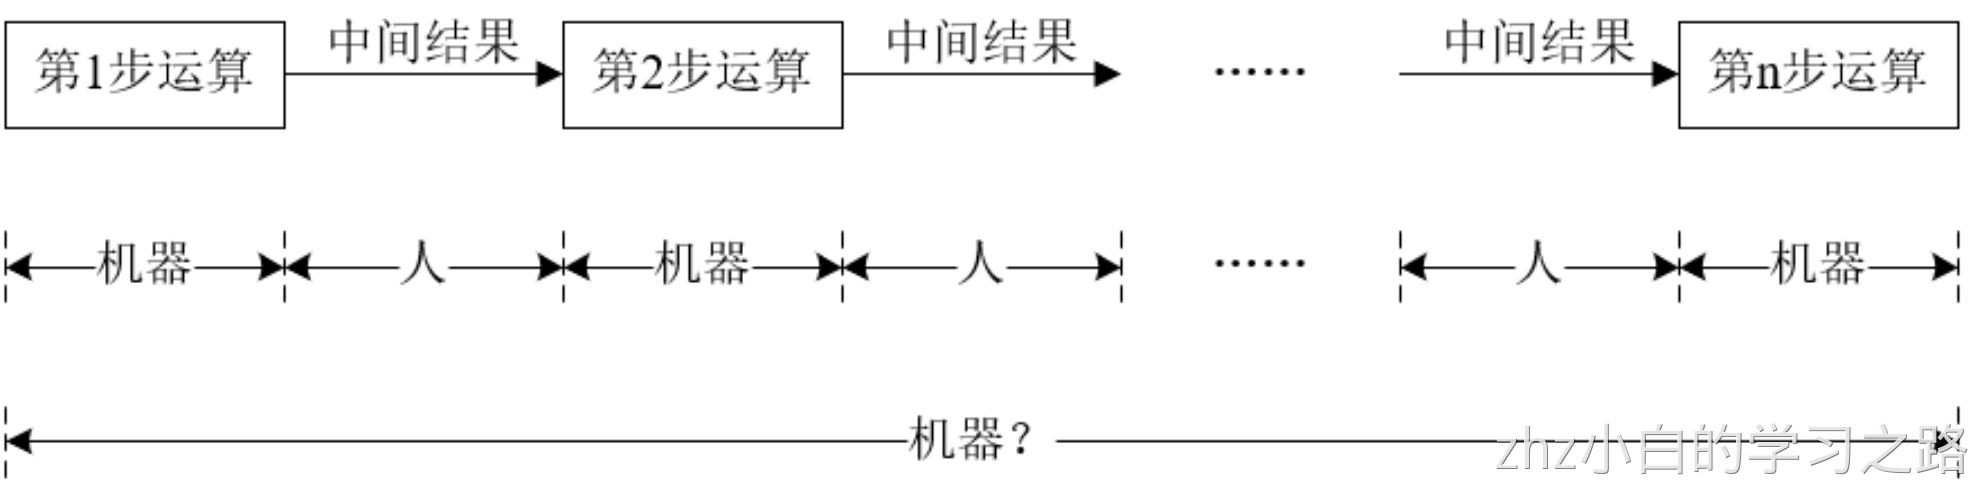 第1步运算 中间结果 第2步运算 中间结果 …… 中间结果 第n步运算
机器 人 机器 人 …… 人 机器
机器？
zhz小白的学习之路